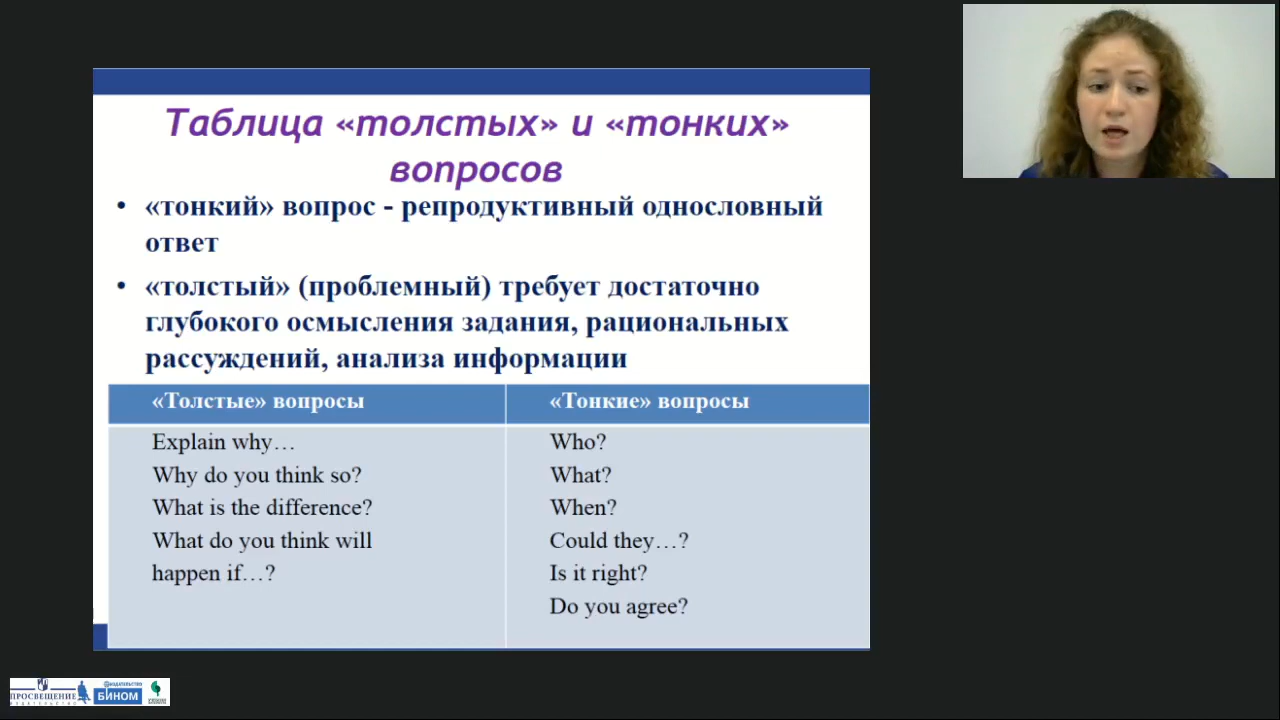 Таблица «толстых» и «тонких»
вопросов
• «тонкий» вопрос - репродуктивный однословный
ответ
• «толстый» (проблемный) требует достаточно
глубокого осмысления задания, рациональных
рассуждений, анализа информации
«Толстые» вопросы
Explain why…
Why do you think so?
What is the difference?
What do you think will
happen if…?
«Тонкие» вопросы
Who?
What?
When?
Could they…?
Is it right?
Do you agree?
ПРОСВЕЩЕНИЕ
ИЗДАТЕЛЬСТВО
ИЗДАТЕЛЬСТВО
БИНОМ